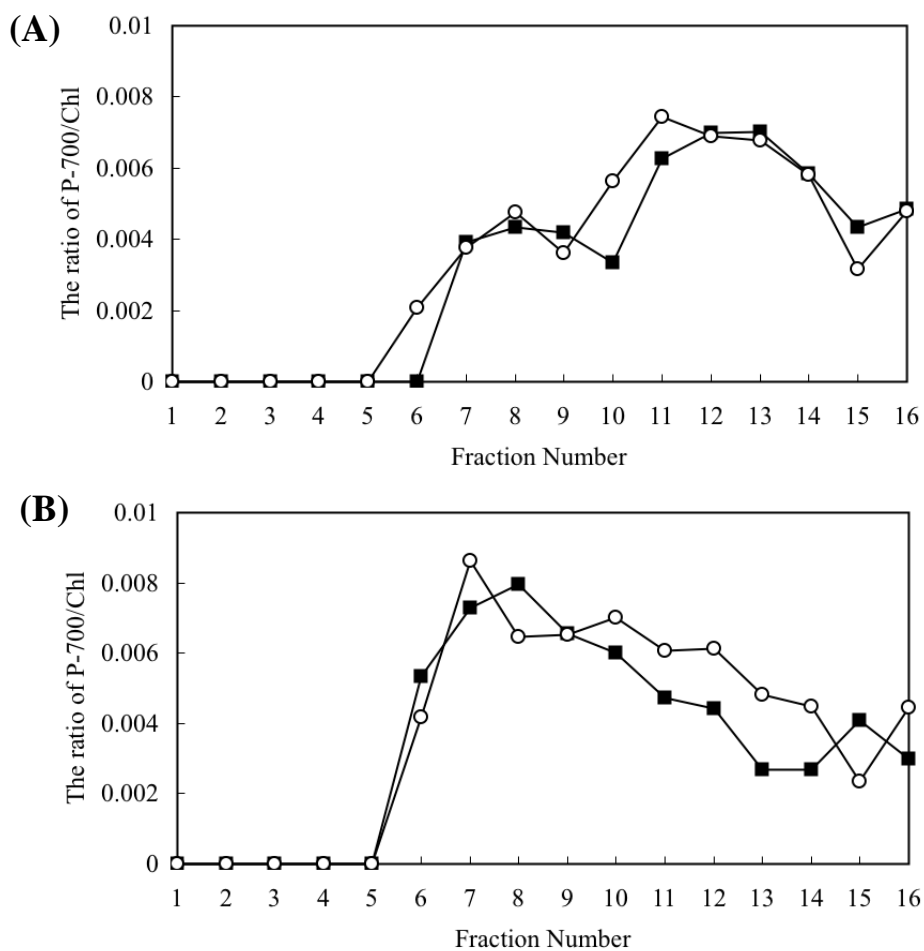 (A)
The ratio of P-700/Chl
0.01
0.008
0.006
0.004
0.002
0
1 2 3 4 5 6 7 8 9 10 11 12 13 14 15 16
Fraction Number
(B)
The ratio of P-700/Chl
0.01
0.008
0.006
0.004
0.002
0
1 2 3 4 5 6 7 8 9 10 11 12 13 14 15 16
Fraction Number